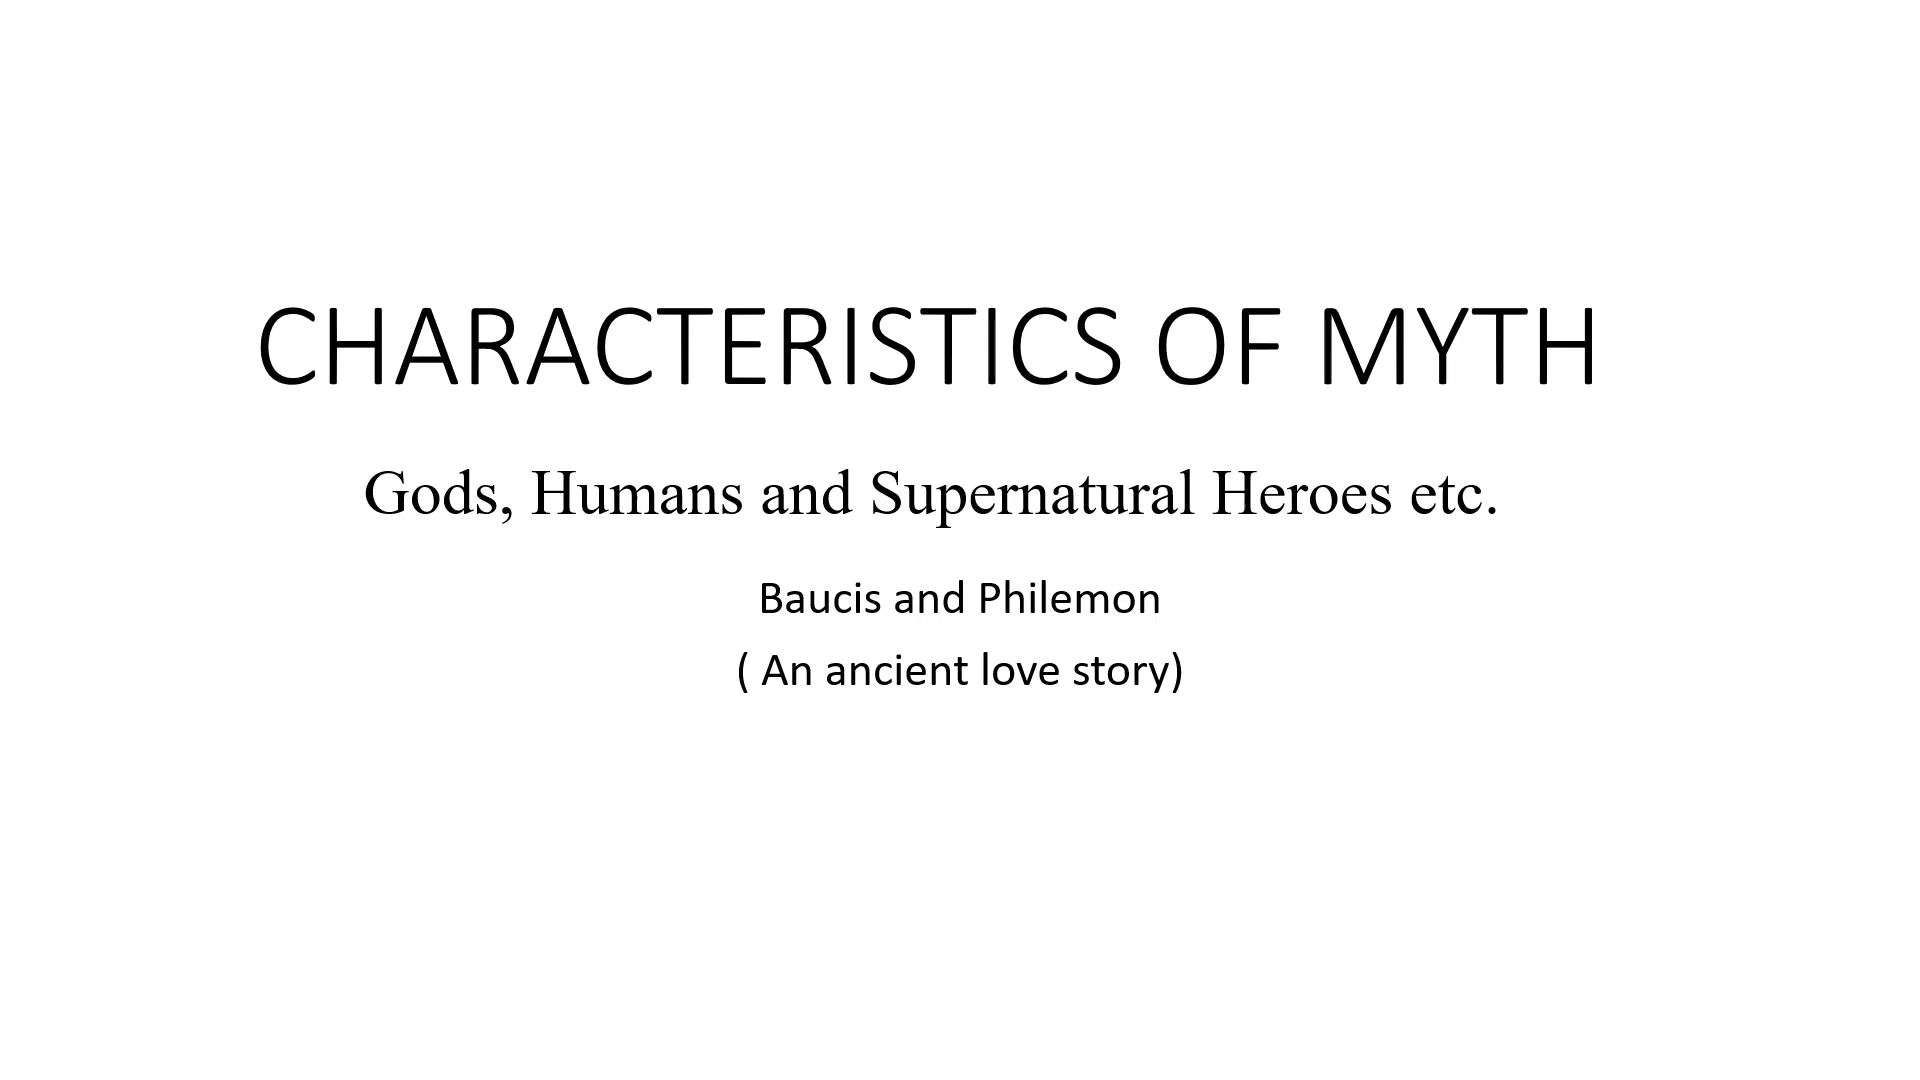 CHARACTERISTICS OF MYTH
Gods, Humans and Supernatural Heroes etc.
Baucis and Philemon
( An ancient love story)